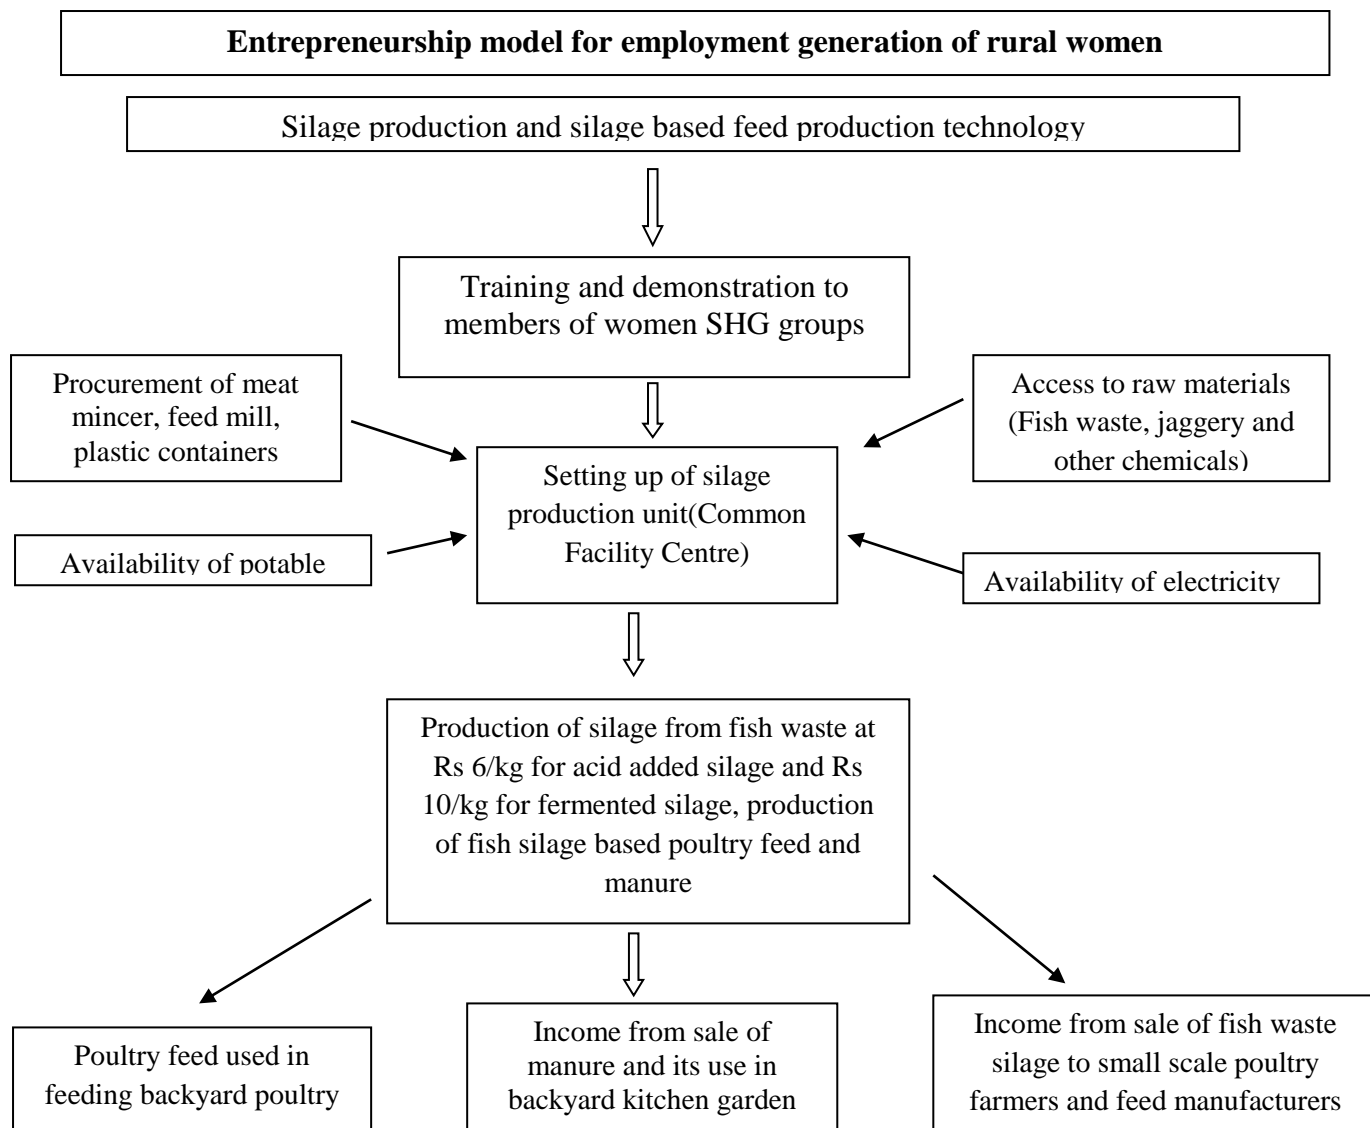 Entrepreneurship model for employment generation of rural women
Silage production and silage based feed production technology
Training and demonstration to
members of women SHG groups
Procurement of meat
mincer, feed mill,
plastic containers
Access to raw materials
(Fish waste, jaggery and
other chemicals)
Setting up of silage
production unit(Common
Facility Centre)
Availability of potable
Availability of electricity
Production of silage from fish waste at
Rs 6/kg for acid added silage and Rs
10/kg for fermented silage, production
of fish silage based poultry feed and
manure
Poultry feed used in
feeding backyard poultry
Income from sale of
manure and its use in
backyard kitchen garden
Income from sale of fish waste
silage to small scale poultry
farmers and feed manufacturers